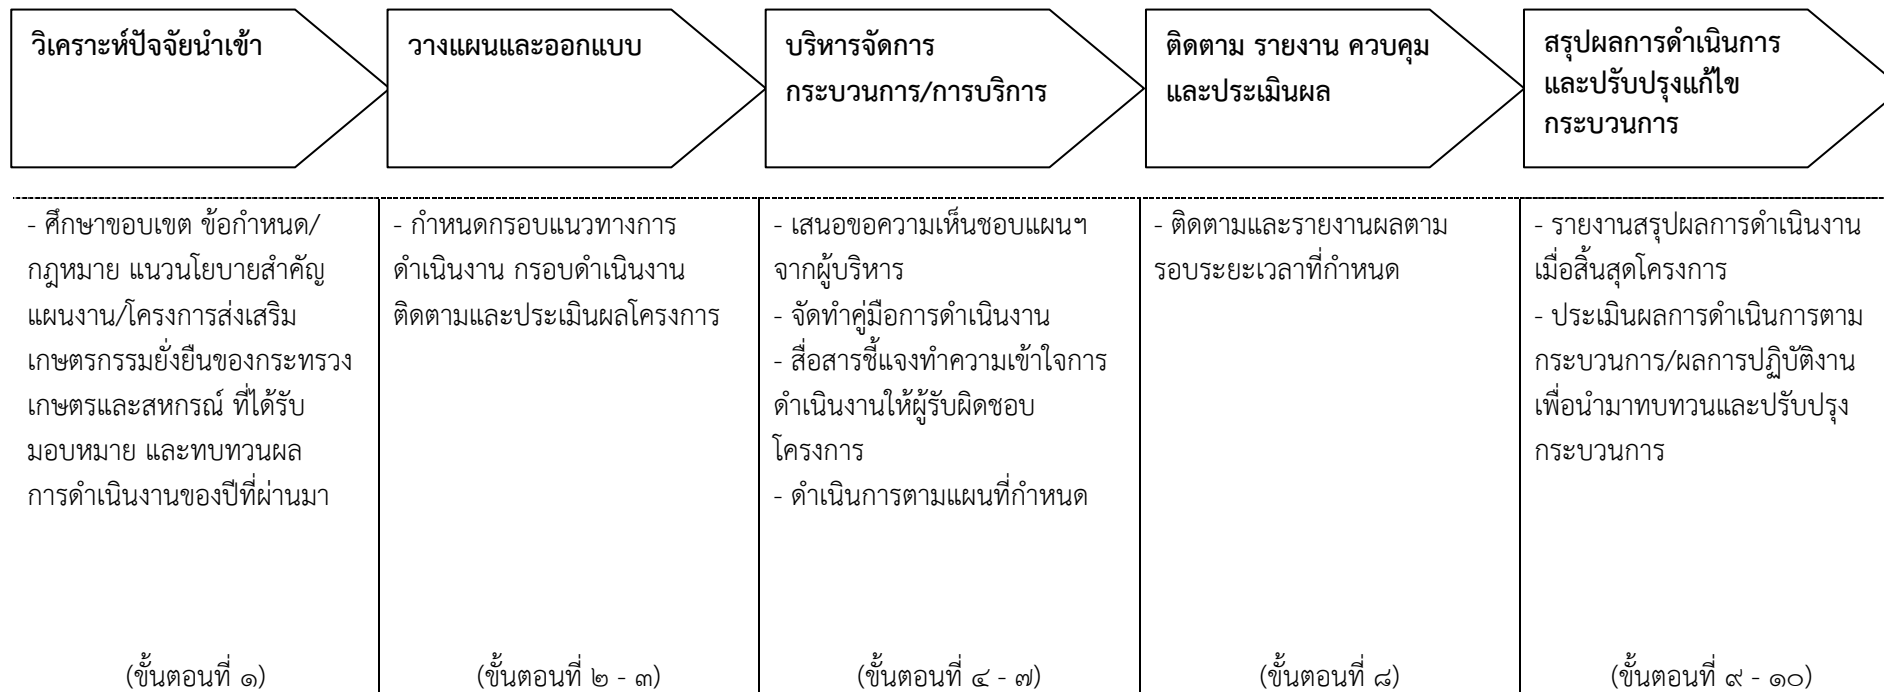 วิเคราะห์ปัจจัยนำเข้า
วางแผนและออกแบบ
บริหารจัดการ
กระบวนการ/การบริการ
ติดตาม รายงาน ควบคุม
และประเมินผล
สรุปผลการดำเนินการ
และปรับปรุงแก้ไข
กระบวนการ
- ศึกษาขอบเขต ข้อกำหนด/
กฎหมาย แนวนโยบายสำคัญ
แผนงาน/โครงการส่งเสริม
เกษตรกรรมยั่งยืนของกระทรวง
เกษตรและสหกรณ์ ที่ได้รับ
มอบหมาย และทบทวนผล
การดำเนินงานของปีที่ผ่านมา
(ขั้นตอนที่ ๑)
- กำหนดกรอบแนวทางการ
ดำเนินงาน กรอบดำเนินงาน
ติดตามและประเมินผลโครงการ
(ขั้นตอนที่ ๒ - ๓)
- เสนอขอความเห็นชอบแผนฯ
จากผู้บริหาร
- จัดทำคู่มือการดำเนินงาน
- สื่อสารชี้แจงทำความเข้าใจการ
ดำเนินงานให้ผู้รับผิดชอบ
โครงการ
- ดำเนินการตามแผนที่กำหนด
(ขั้นตอนที่ ๔ - ๗)
- ติดตามและรายงานผลตาม
รอบระยะเวลาที่กำหนด
(ขั้นตอนที่ ๘)
- รายงานสรุปผลการดำเนินงาน
เมื่อสิ้นสุดโครงการ
- ประเมินผลการดำเนินการตาม
กระบวนการ/ผลการปฏิบัติงาน
เพื่อนำมาทบทวนและปรับปรุง
กระบวนการ
(ขั้นตอนที่ ๙ - ๑๐)